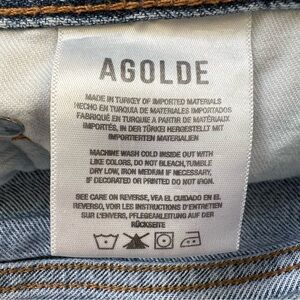 AGOLDE
MADE IN TURKEY OF IMPORTED MATERIALS
HECHO EN TURQUIA DE MATERIALES IMPORTADOS
FABRIQUÉ EN TURQUIE A PARTIR DE MATÉRIAUX
IMPORTÉS, IN DER TÜRKEI HERGESTELLT MIT
IMPORTIERTEN MATERIALIEN
MACHINE WASH COLD INSIDE OUT WITH
LIKE COLORS, DO NOT BLEACH, TUMBLE
DRY LOW, IRON MEDIUM IF NECESSARY,
IF DECORATED OR PRINTED DO NOT IRON.
SEE CARE ON REVERSE, VEA EL CUIDADO EN EL
REVERSO, VOIR LES INSTRUCTIONS D'ENTRETIEN
SUR L'ENVERS, PFLEGEANLEITUNG AUF DER
RÜCKSEITE